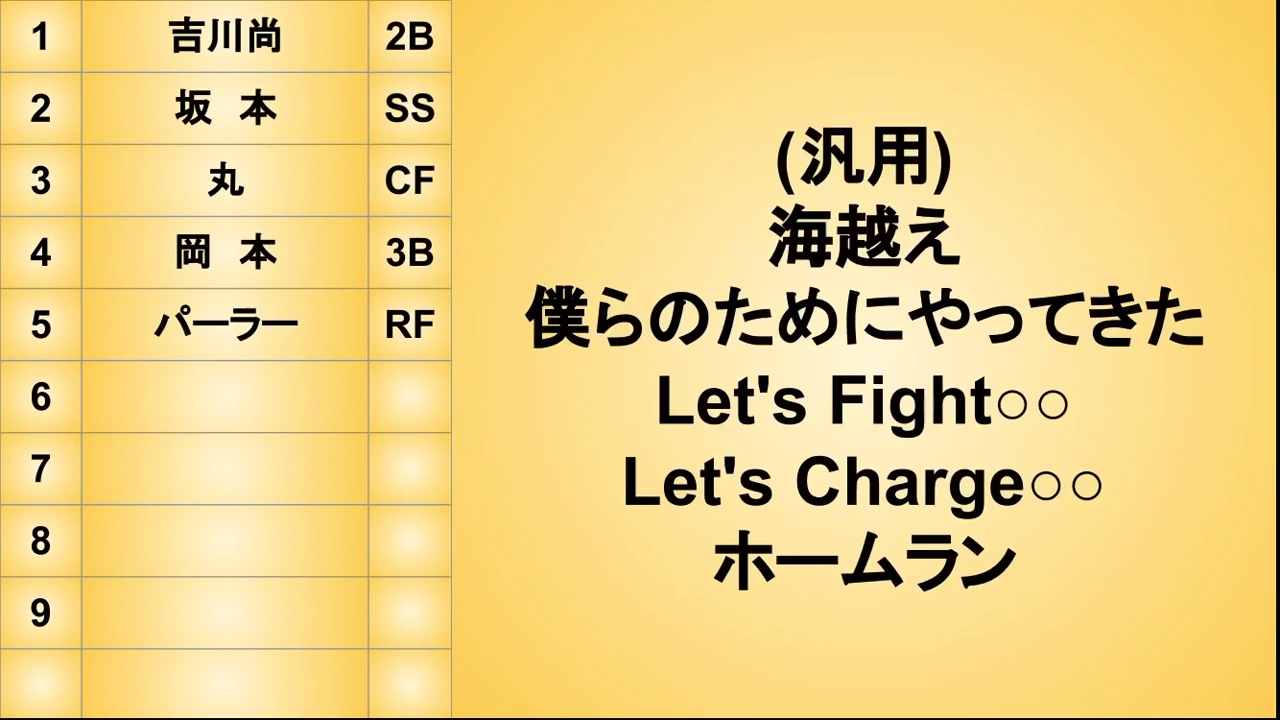 1 吉川尚 2B
2 坂　本 SS
3 丸 CF
4 岡　本 3B
5 パーラー RF
6
7
8
9
(汎用)
海越え
僕らのためにやってきた
Let's Fight○○
Let's Charge○○
ホームラン